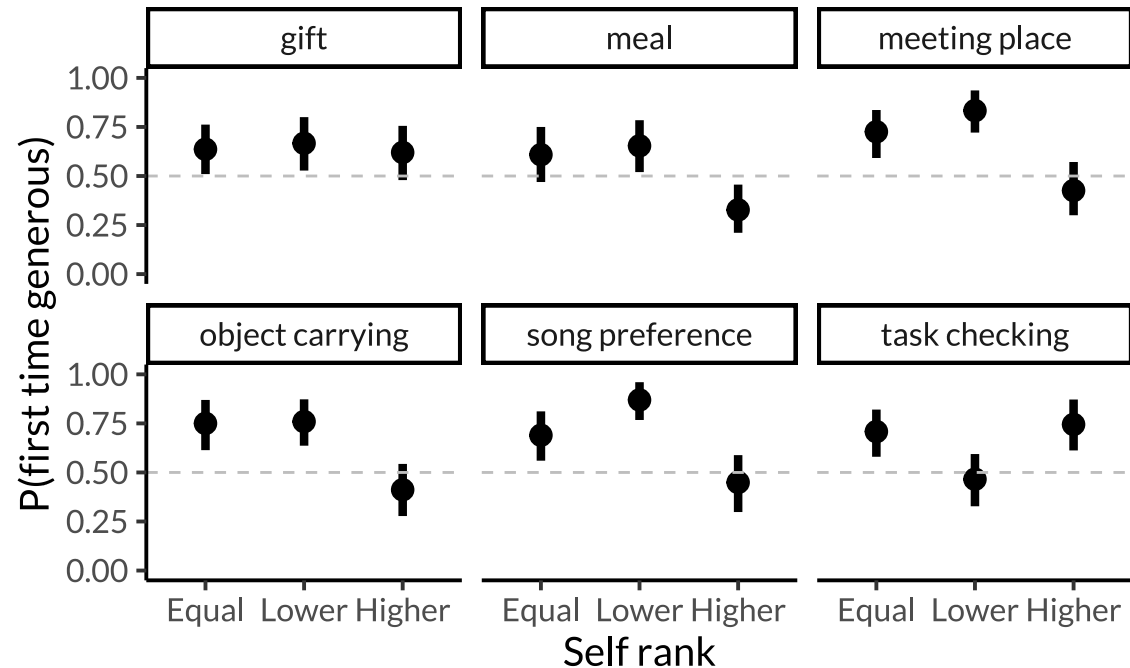 gift meal meeting place
P(first time generous)
1.00
0.75
0.50
0.25
0.00
object carrying song preference task checking
1.00
0.75
0.50
0.25
0.00
Equal Lower Higher Equal Lower Higher Equal Lower Higher
Self rank